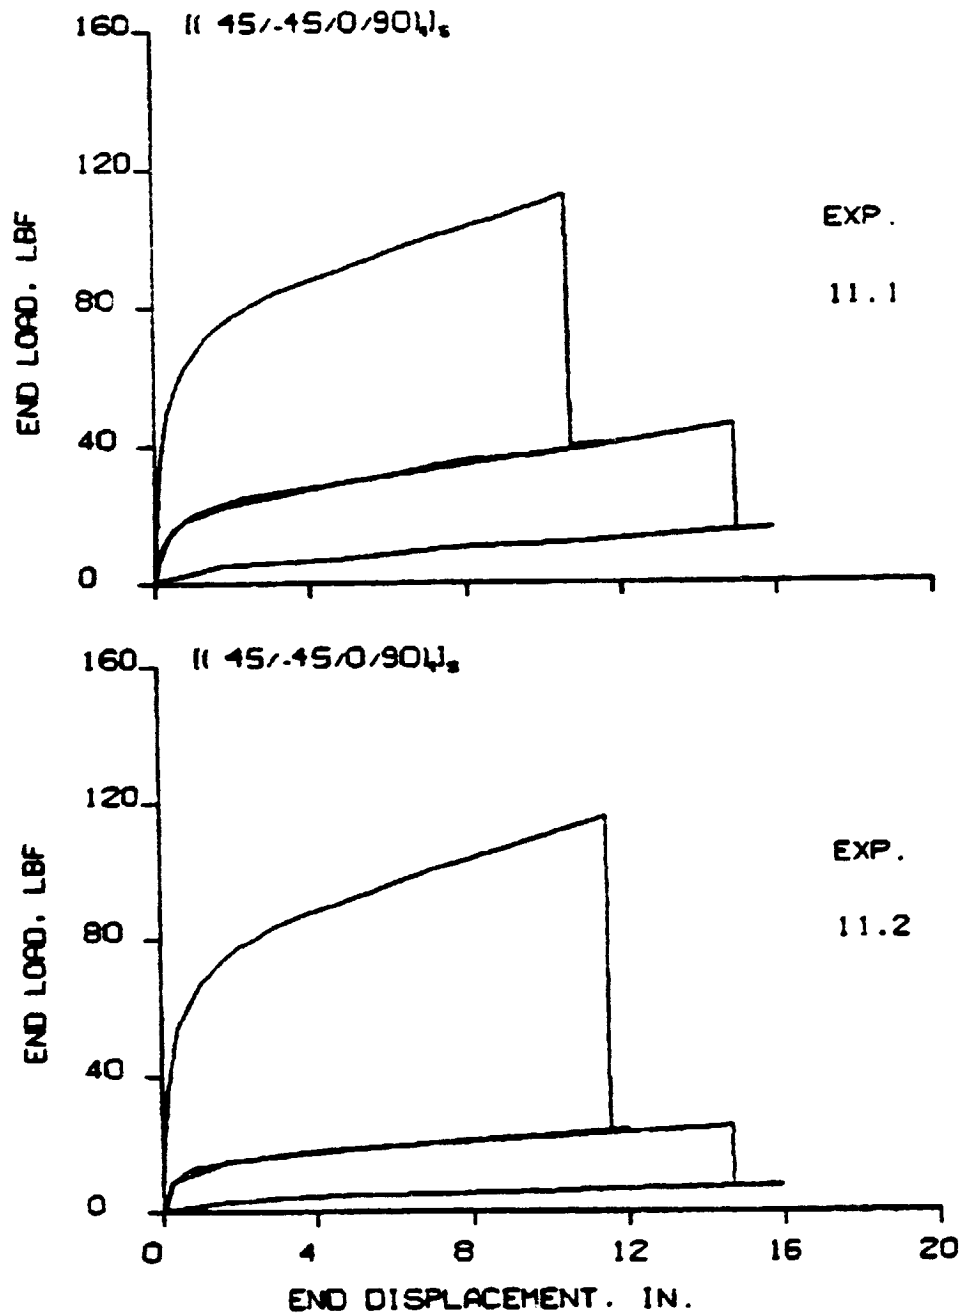 [( 45/-45/0/90)₄]ₛ
160
120
80
40
0
END LOAD, LBF
EXP.
11.1
[( 45/-45/0/90)₄]ₛ
160
120
80
40
0
END LOAD, LBF
EXP.
11.2
0 4 8 12 16 20
END DISPLACEMENT. IN.